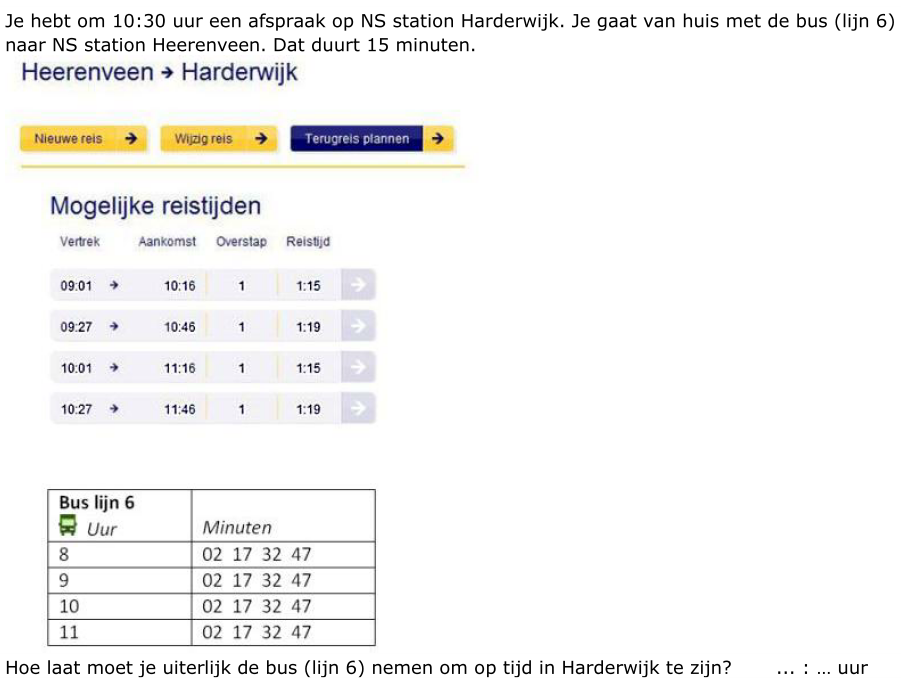 Je hebt om 10:30 uur een afspraak op NS station Harderwijk. Je gaat van huis met de bus (lijn 6)
naar NS station Heerenveen. Dat duurt 15 minuten.
Heerenveen → Harderwijk
Nieuwe reis → Wijzig reis → Terugreis plannen →
Mogelijke reistijden
Vertrek Aankomst Overstap Reistijd
09:01 → 10:16 1 1:15 →
09:27 → 10:46 1 1:19 →
10:01 → 11:16 1 1:15 →
10:27 → 11:46 1 1:19 →
Bus lijn 6
Uur Minuten
8 02 17 32 47
9 02 17 32 47
10 02 17 32 47
11 02 17 32 47
Hoe laat moet je uiterlijk de bus (lijn 6) nemen om op tijd in Harderwijk te zijn? ... : ... uur